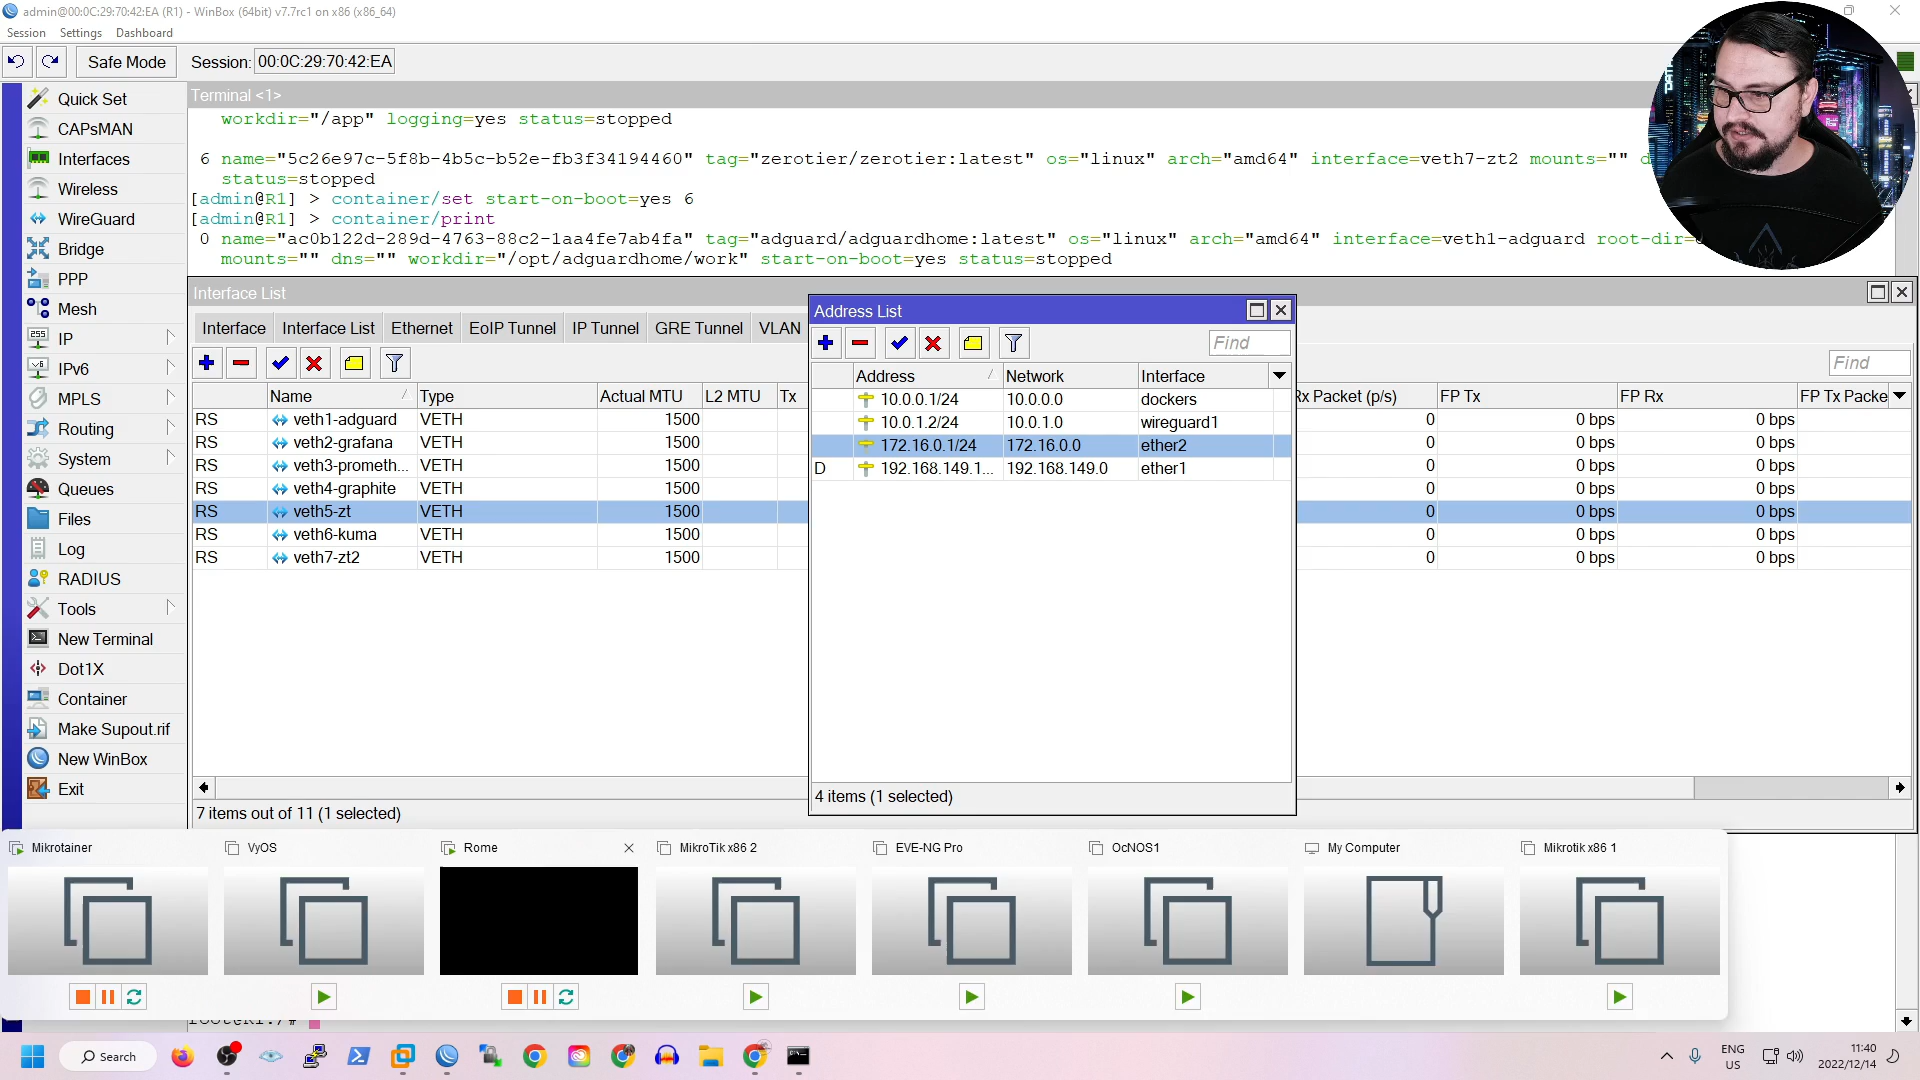 admin@00:0C:29:70:42:EA (R1) - WinBox (64bit) v7.7rc1 on x86 (x86_64)
Session Settings Dashboard
Safe Mode Session: 00:0C:29:70:42:EA
Quick Set
CAPsMAN
Interfaces
Wireless
WireGuard
Bridge
PPP
Mesh
IP
IPv6
MPLS
Routing
System
Queues
Files
Log
RADIUS
Tools
New Terminal
Dot1X
Container
Make Supout.rif
New WinBox
Exit
Terminal <1>
workdir="/app" logging=yes status=stopped
6 name="5c26e97c-5f8b-4b5c-b52e-fb3f34194460" tag="zerotier/zerotier:latest" os="linux" arch="amd64" interface=veth7-zt2 mounts=""
status=stopped
[admin@R1] > container/set start-on-boot=yes 6
[admin@R1] > container/print
0 name="ac0b122d-289d-4763-88c2-1aa4fe7ab4fa" tag="adguard/adguardhome:latest" os="linux" arch="amd64" interface=veth1-adguard root-dir=
mounts="" dns="" workdir="/opt/adguardhome/work" start-on-boot=yes status=stopped
Interface List
Interface Interface List Ethernet EoIP Tunnel IP Tunnel GRE Tunnel VLAN
Find
Name Type Actual MTU L2 MTU Tx Rx Packet (p/s) FP Tx FP Rx FP Tx Packe
RS veth1-adguard VETH 1500 0 0 bps 0 bps
RS veth2-grafana VETH 1500 0 0 bps 0 bps
RS veth3-prometh... VETH 1500 0 0 bps 0 bps
RS veth4-graphite VETH 1500 0 0 bps 0 bps
RS veth5-zt VETH 1500 0 0 bps 0 bps
RS veth6-kuma VETH 1500 0 0 bps 0 bps
RS veth7-zt2 VETH 1500 0 0 bps 0 bps
7 items out of 11 (1 selected)
Address List
Find
Address Network Interface
10.0.0.1/24 10.0.0.0 dockers
10.0.1.2/24 10.0.1.0 wireguard1
172.16.0.1/24 172.16.0.0 ether2
D 192.168.149.1... 192.168.149.0 ether1
4 items (1 selected)
Mikrotainer VyOS Rome MikroTik x86 2 EVE-NG Pro OcNOS1 My Computer Mikrotik x86 1
Search
ENG
US
11:40
2022/12/14